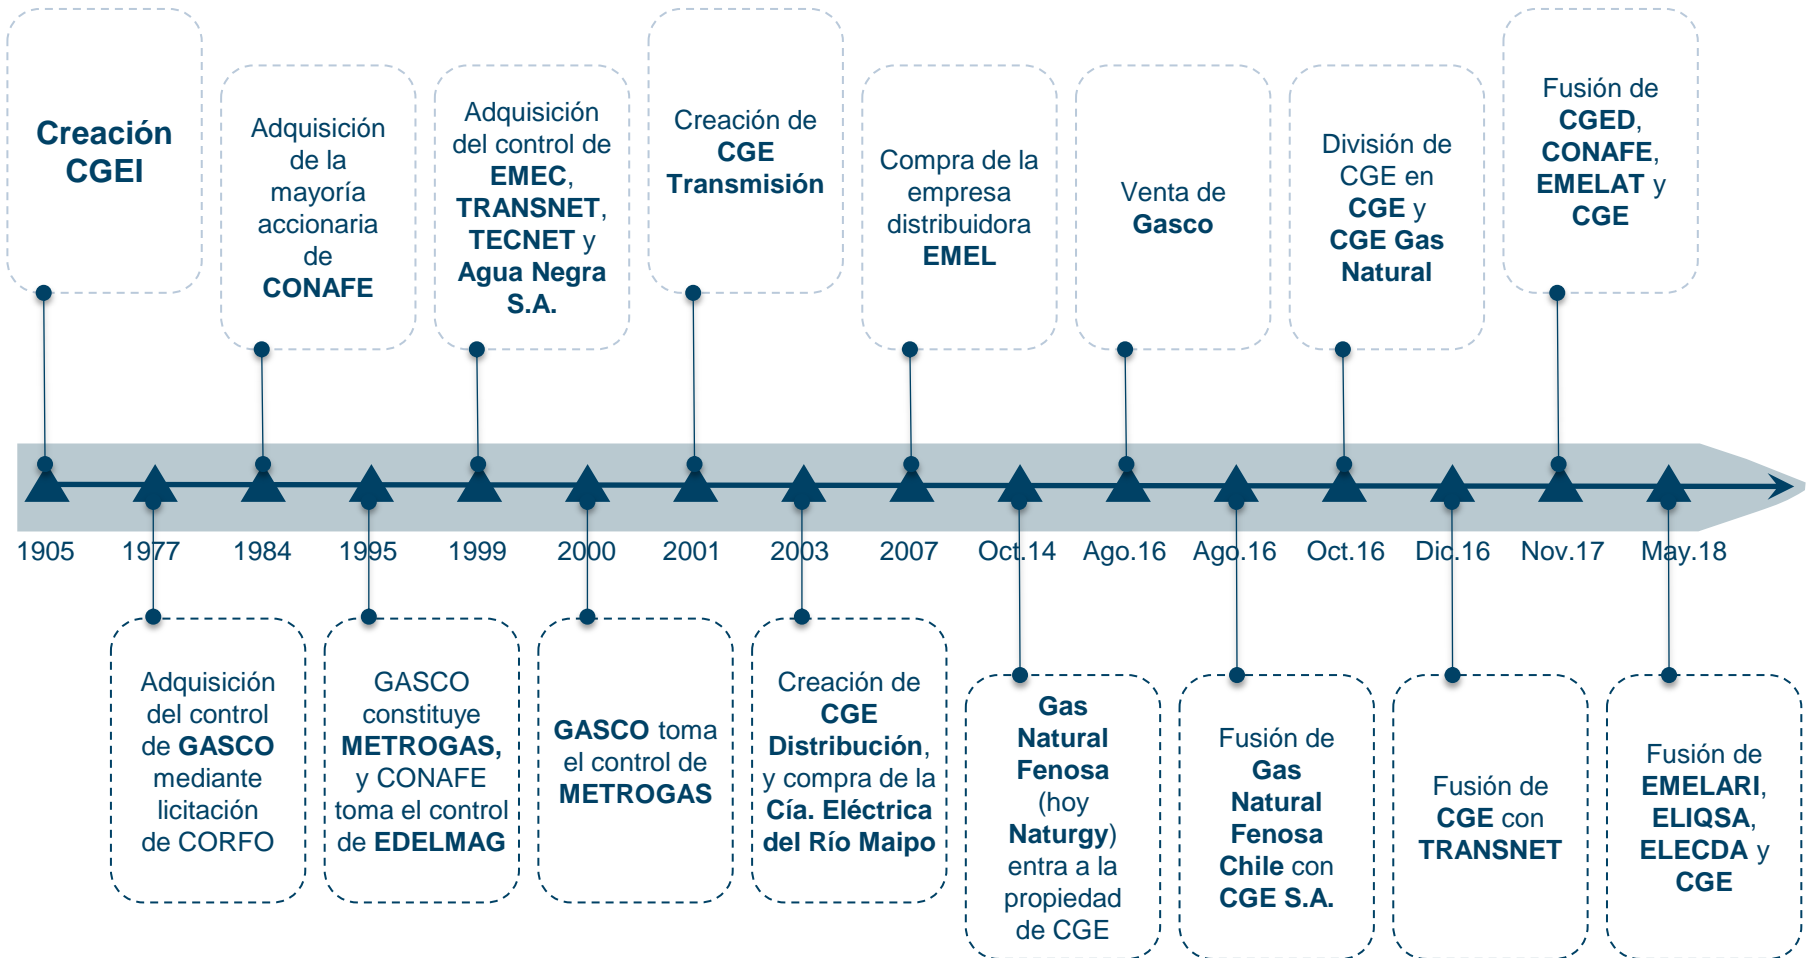 Creación
CGEI
Adquisición
de la
mayoría
accionaria
de
CONAFE
Adquisición
del control de
EMEC,
TRANSNET,
TECNET y
Agua Negra
S.A.
Creación de
CGE
Transmisión
Compra de la
empresa
distribuidora
EMEL
Venta de
Gasco
División de
CGE en
CGE y
CGE Gas
Natural
Fusión de
CGED,
CONAFE,
EMELAT y
CGE
1905 1977 1984 1995 1999 2000 2001 2003 2007 Oct.14 Ago.16 Ago.16 Oct.16 Dic.16 Nov.17 May.18
Adquisición
del control
de GASCO
mediante
licitación
de CORFO
GASCO
constituye
METROGAS,
y CONAFE
toma el control
de EDELMAG
GASCO toma
el control de
METROGAS
Creación de
CGE
Distribución,
y compra de la
Cía. Eléctrica
del Río Maipo
Gas
Natural
Fenosa
(hoy
Naturgy)
entra a la
propiedad
de CGE
Fusión de
Gas
Natural
Fenosa
Chile con
CGE S.A.
Fusión de
CGE con
TRANSNET
Fusión de
EMELARI,
ELIQSA,
ELECDA y
CGE